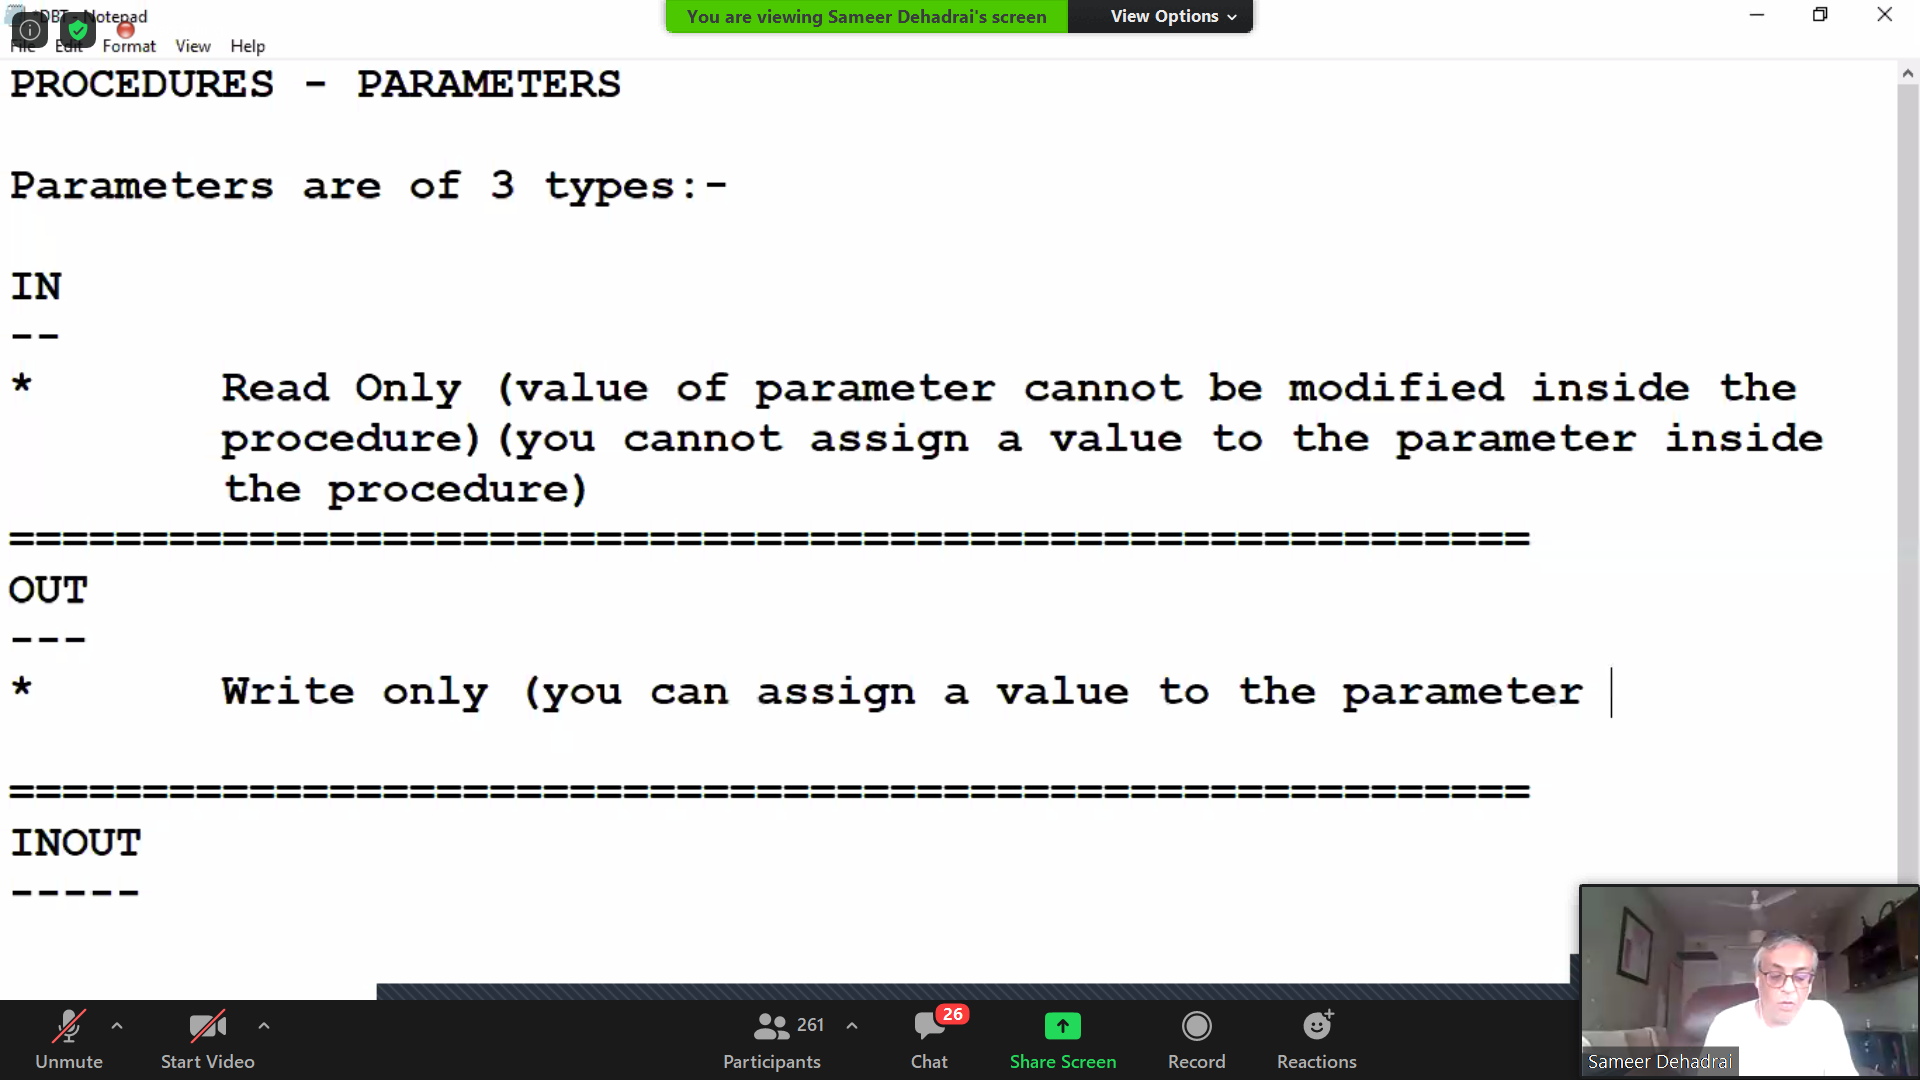 *DBT - Notepad
You are viewing Sameer Dehadrai's screen
View Options
File Edit Format View Help
PROCEDURES - PARAMETERS
Parameters are of 3 types:-
IN
--
* Read Only (value of parameter cannot be modified inside the
procedure)(you cannot assign a value to the parameter inside
the procedure)
=========================================================
OUT
---
* Write only (you can assign a value to the parameter
=========================================================
INOUT
-----
Unmute
Start Video
261
Participants
26
Chat
Share Screen
Record
Reactions
Sameer Dehadrai